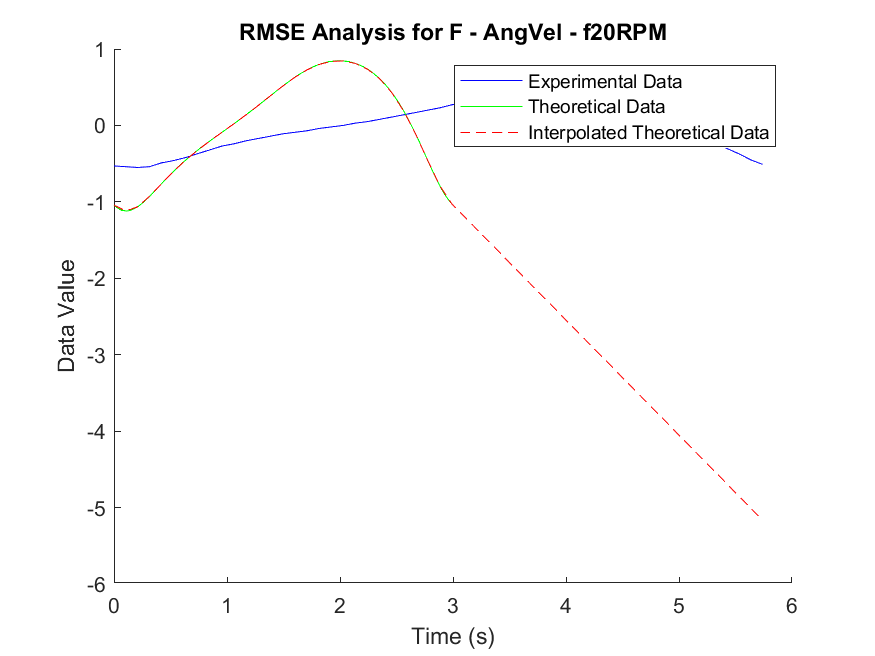 RMSE Analysis for F - AngVel - f20RPM
1
0
-1
-2
-3
-4
-5
-6
Data Value
Experimental Data
Theoretical Data
Interpolated Theoretical Data
0 1 2 3 4 5 6
Time (s)